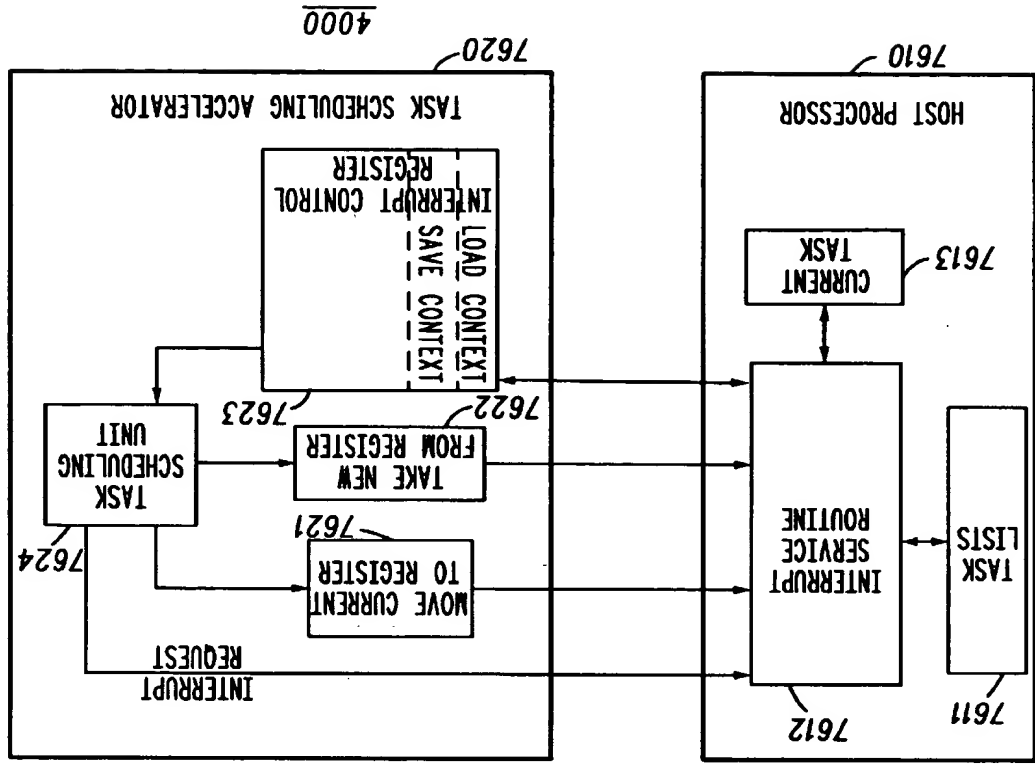 7611
7612
TASK
LISTS
INTERRUPT
SERVICE
ROUTINE
CURRENT
TASK
7613
HOST PROCESSOR
7610
INTERRUPT
REQUEST
MOVE CURRENT
TO REGISTER
7621
7624
TAKE NEW
FROM REGISTER
7622
TASK
SCHEDULING
UNIT
7623
LOAD CONTEXT
SAVE CONTEXT
INTERRUPT CONTROL
REGISTER
TASK SCHEDULING ACCELERATOR
7620
4000